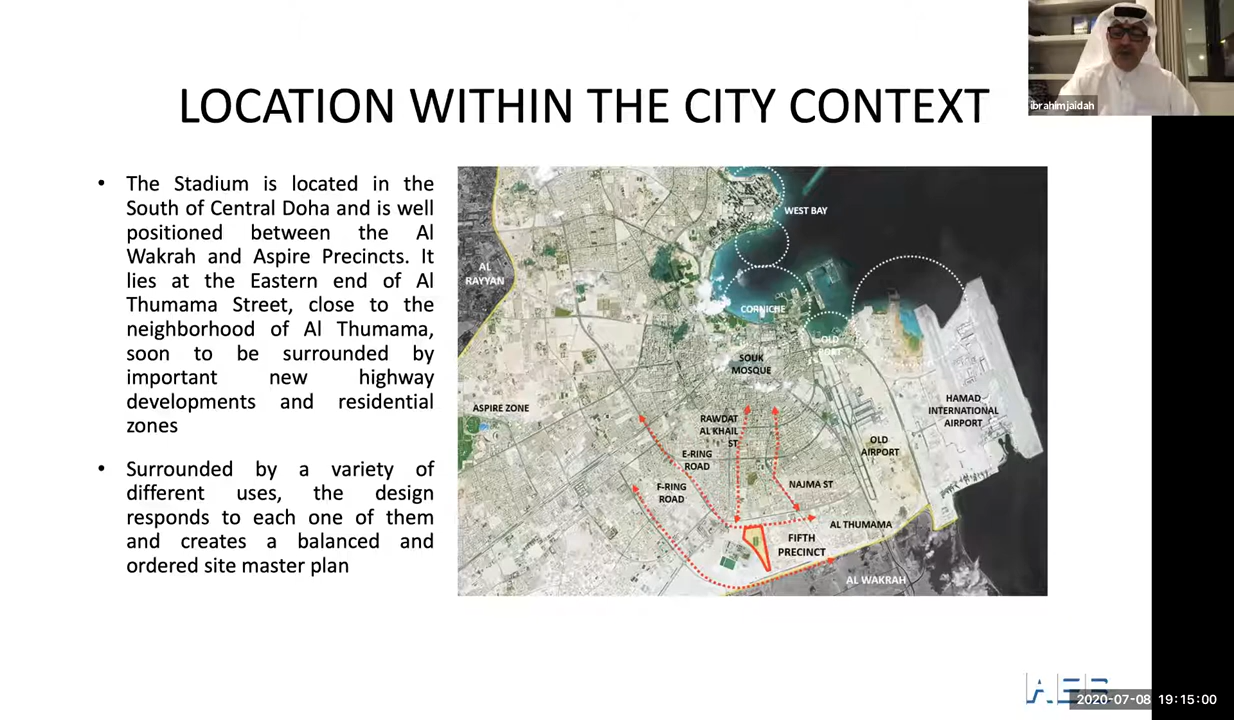 ibrahimjaidah
LOCATION WITHIN THE CITY CONTEXT
• The Stadium is located in the
South of Central Doha and is well
positioned between the Al
Wakrah and Aspire Precincts. It
lies at the Eastern end of Al
Thumama Street, close to the
neighborhood of Al Thumama,
soon to be surrounded by
important new highway
developments and residential
zones
• Surrounded by a variety of
different uses, the design
responds to each one of them
and creates a balanced and
ordered site master plan
WEST BAY
AL
RAYYAN
CORNICHE
OLD
PORT
SOUK
MOSQUE
ASPIRE ZONE
HAMAD
INTERNATIONAL
AIRPORT
RAWDAT
AL KHAIL
ST
OLD
AIRPORT
E-RING
ROAD
F-RING
ROAD
NAJMA ST
AL THUMAMA
FIFTH
PRECINCT
AL WAKRAH
AEB
2020-07-08 19:15:00